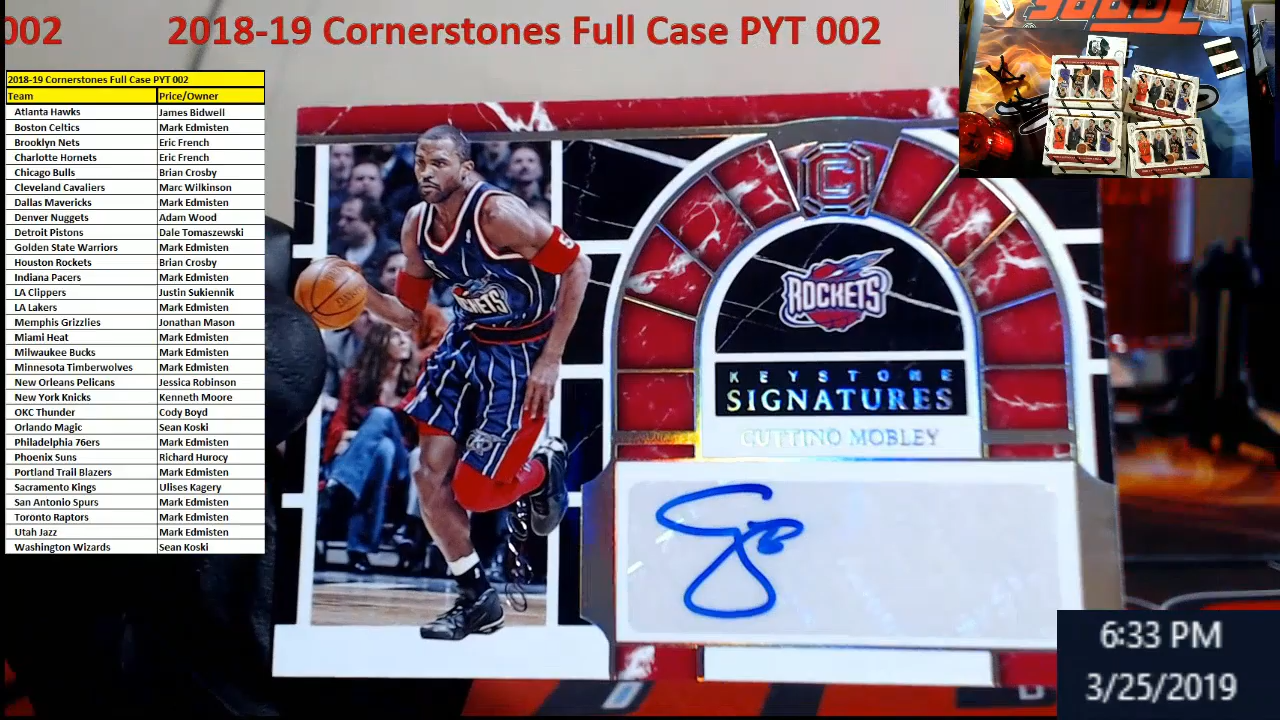 002 2018-19 Cornerstones Full Case PYT 002
2018-19 Cornerstones Full Case PYT 002
Team Price/Owner
Atlanta Hawks James Bidwell
Boston Celtics Mark Edmisten
Brooklyn Nets Eric French
Charlotte Hornets Eric French
Chicago Bulls Brian Crosby
Cleveland Cavaliers Marc Wilkinson
Dallas Mavericks Mark Edmisten
Denver Nuggets Adam Wood
Detroit Pistons Dale Tomaszewski
Golden State Warriors Mark Edmisten
Houston Rockets Brian Crosby
Indiana Pacers Mark Edmisten
LA Clippers Justin Sukiennik
LA Lakers Mark Edmisten
Memphis Grizzlies Jonathan Mason
Miami Heat Mark Edmisten
Milwaukee Bucks Mark Edmisten
Minnesota Timberwolves Mark Edmisten
New Orleans Pelicans Jessica Robinson
New York Knicks Kenneth Moore
OKC Thunder Cody Boyd
Orlando Magic Sean Koski
Philadelphia 76ers Mark Edmisten
Phoenix Suns Richard Hurocy
Portland Trail Blazers Mark Edmisten
Sacramento Kings Ulises Kagery
San Antonio Spurs Mark Edmisten
Toronto Raptors Mark Edmisten
Utah Jazz Mark Edmisten
Washington Wizards Sean Koski
C
ROCKETS
KEYSTONE
SIGNATURES
CUTTINO MOBLEY
ROCKETS
6:33 PM
3/25/2019